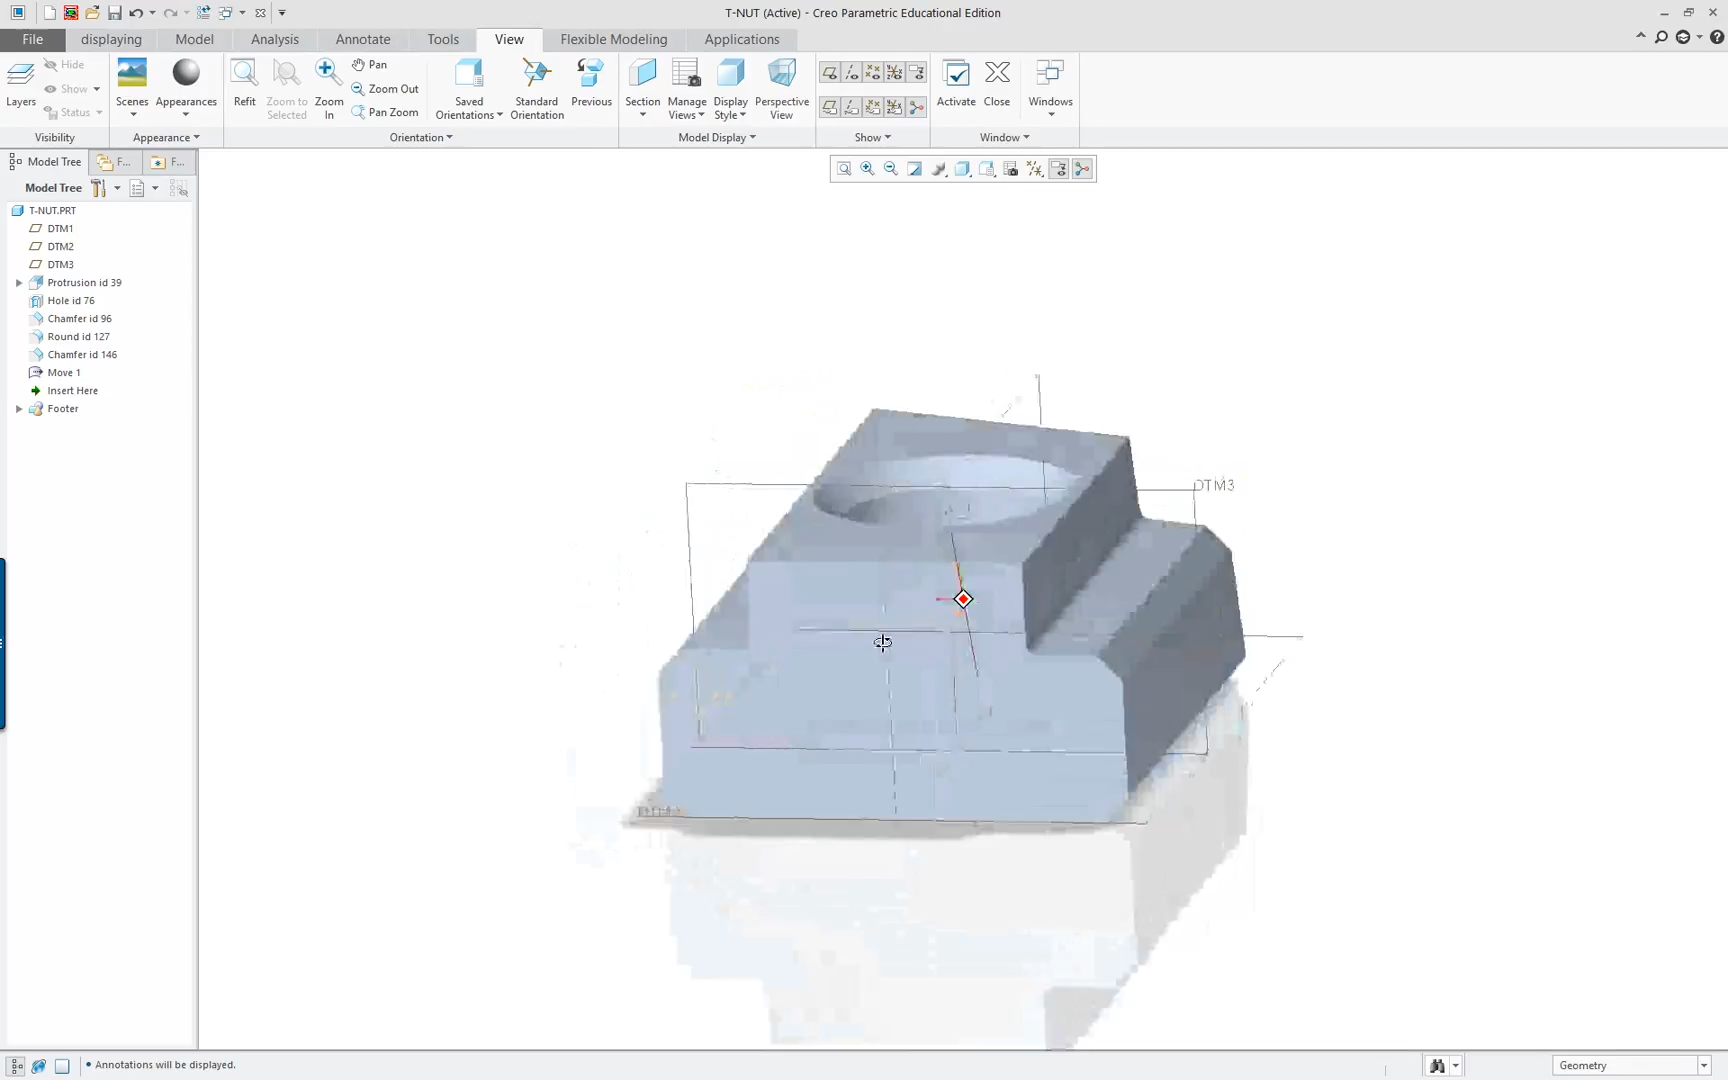 T-NUT (Active) - Creo Parametric Educational Edition
File displaying Model Analysis Annotate Tools View Flexible Modeling Applications
Layers
Hide
Show
Status
Visibility
Scenes
Appearances
Appearance
Refit
Zoom to Selected
Zoom In
Pan
Zoom Out
Pan Zoom
Saved Orientations
Standard Orientation
Previous
Orientation
Section
Manage Views
Display Style
Perspective View
Model Display
Show
Activate
Close
Windows
Window
Model Tree F... F...
Model Tree
T-NUT.PRT
DTM1
DTM2
DTM3
Protrusion id 39
Hole id 76
Chamfer id 96
Round id 127
Chamfer id 146
Move 1
Insert Here
Footer
DTM3
• Annotations will be displayed.
Geometry